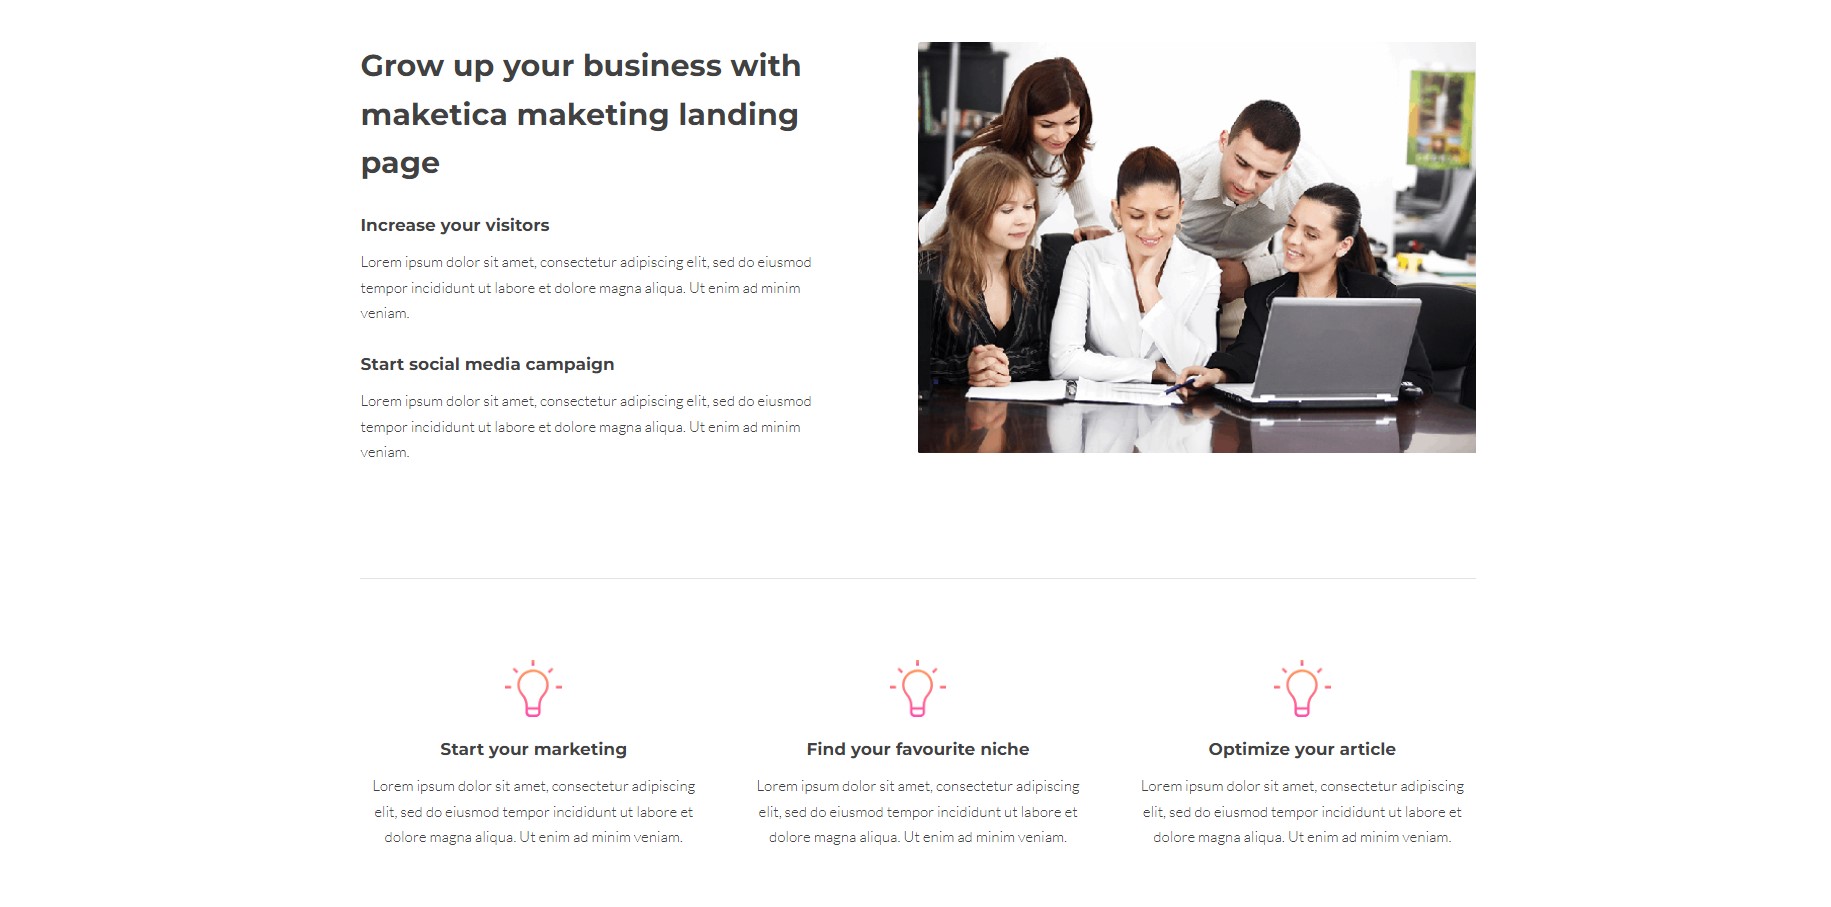 Grow up your business with
maketica maketing landing
page
Increase your visitors
Lorem ipsum dolor sit amet, consectetur adipiscing elit, sed do eiusmod
tempor incididunt ut labore et dolore magna aliqua. Ut enim ad minim
veniam.
Start social media campaign
Lorem ipsum dolor sit amet, consectetur adipiscing elit, sed do eiusmod
tempor incididunt ut labore et dolore magna aliqua. Ut enim ad minim
veniam.
Start your marketing
Lorem ipsum dolor sit amet, consectetur adipiscing
elit, sed do eiusmod tempor incididunt ut labore et
dolore magna aliqua. Ut enim ad minim veniam.
Find your favourite niche
Lorem ipsum dolor sit amet, consectetur adipiscing
elit, sed do eiusmod tempor incididunt ut labore et
dolore magna aliqua. Ut enim ad minim veniam.
Optimize your article
Lorem ipsum dolor sit amet, consectetur adipiscing
elit, sed do eiusmod tempor incididunt ut labore et
dolore magna aliqua. Ut enim ad minim veniam.